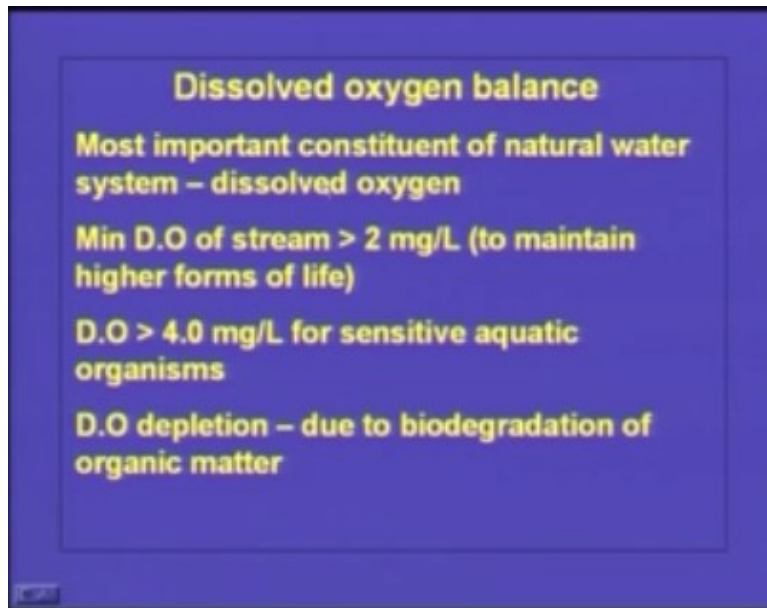 Dissolved oxygen balance
Most important constituent of natural water
system – dissolved oxygen
Min D.O of stream > 2 mg/L (to maintain
higher forms of life)
D.O > 4.0 mg/L for sensitive aquatic
organisms
D.O depletion – due to biodegradation of
organic matter